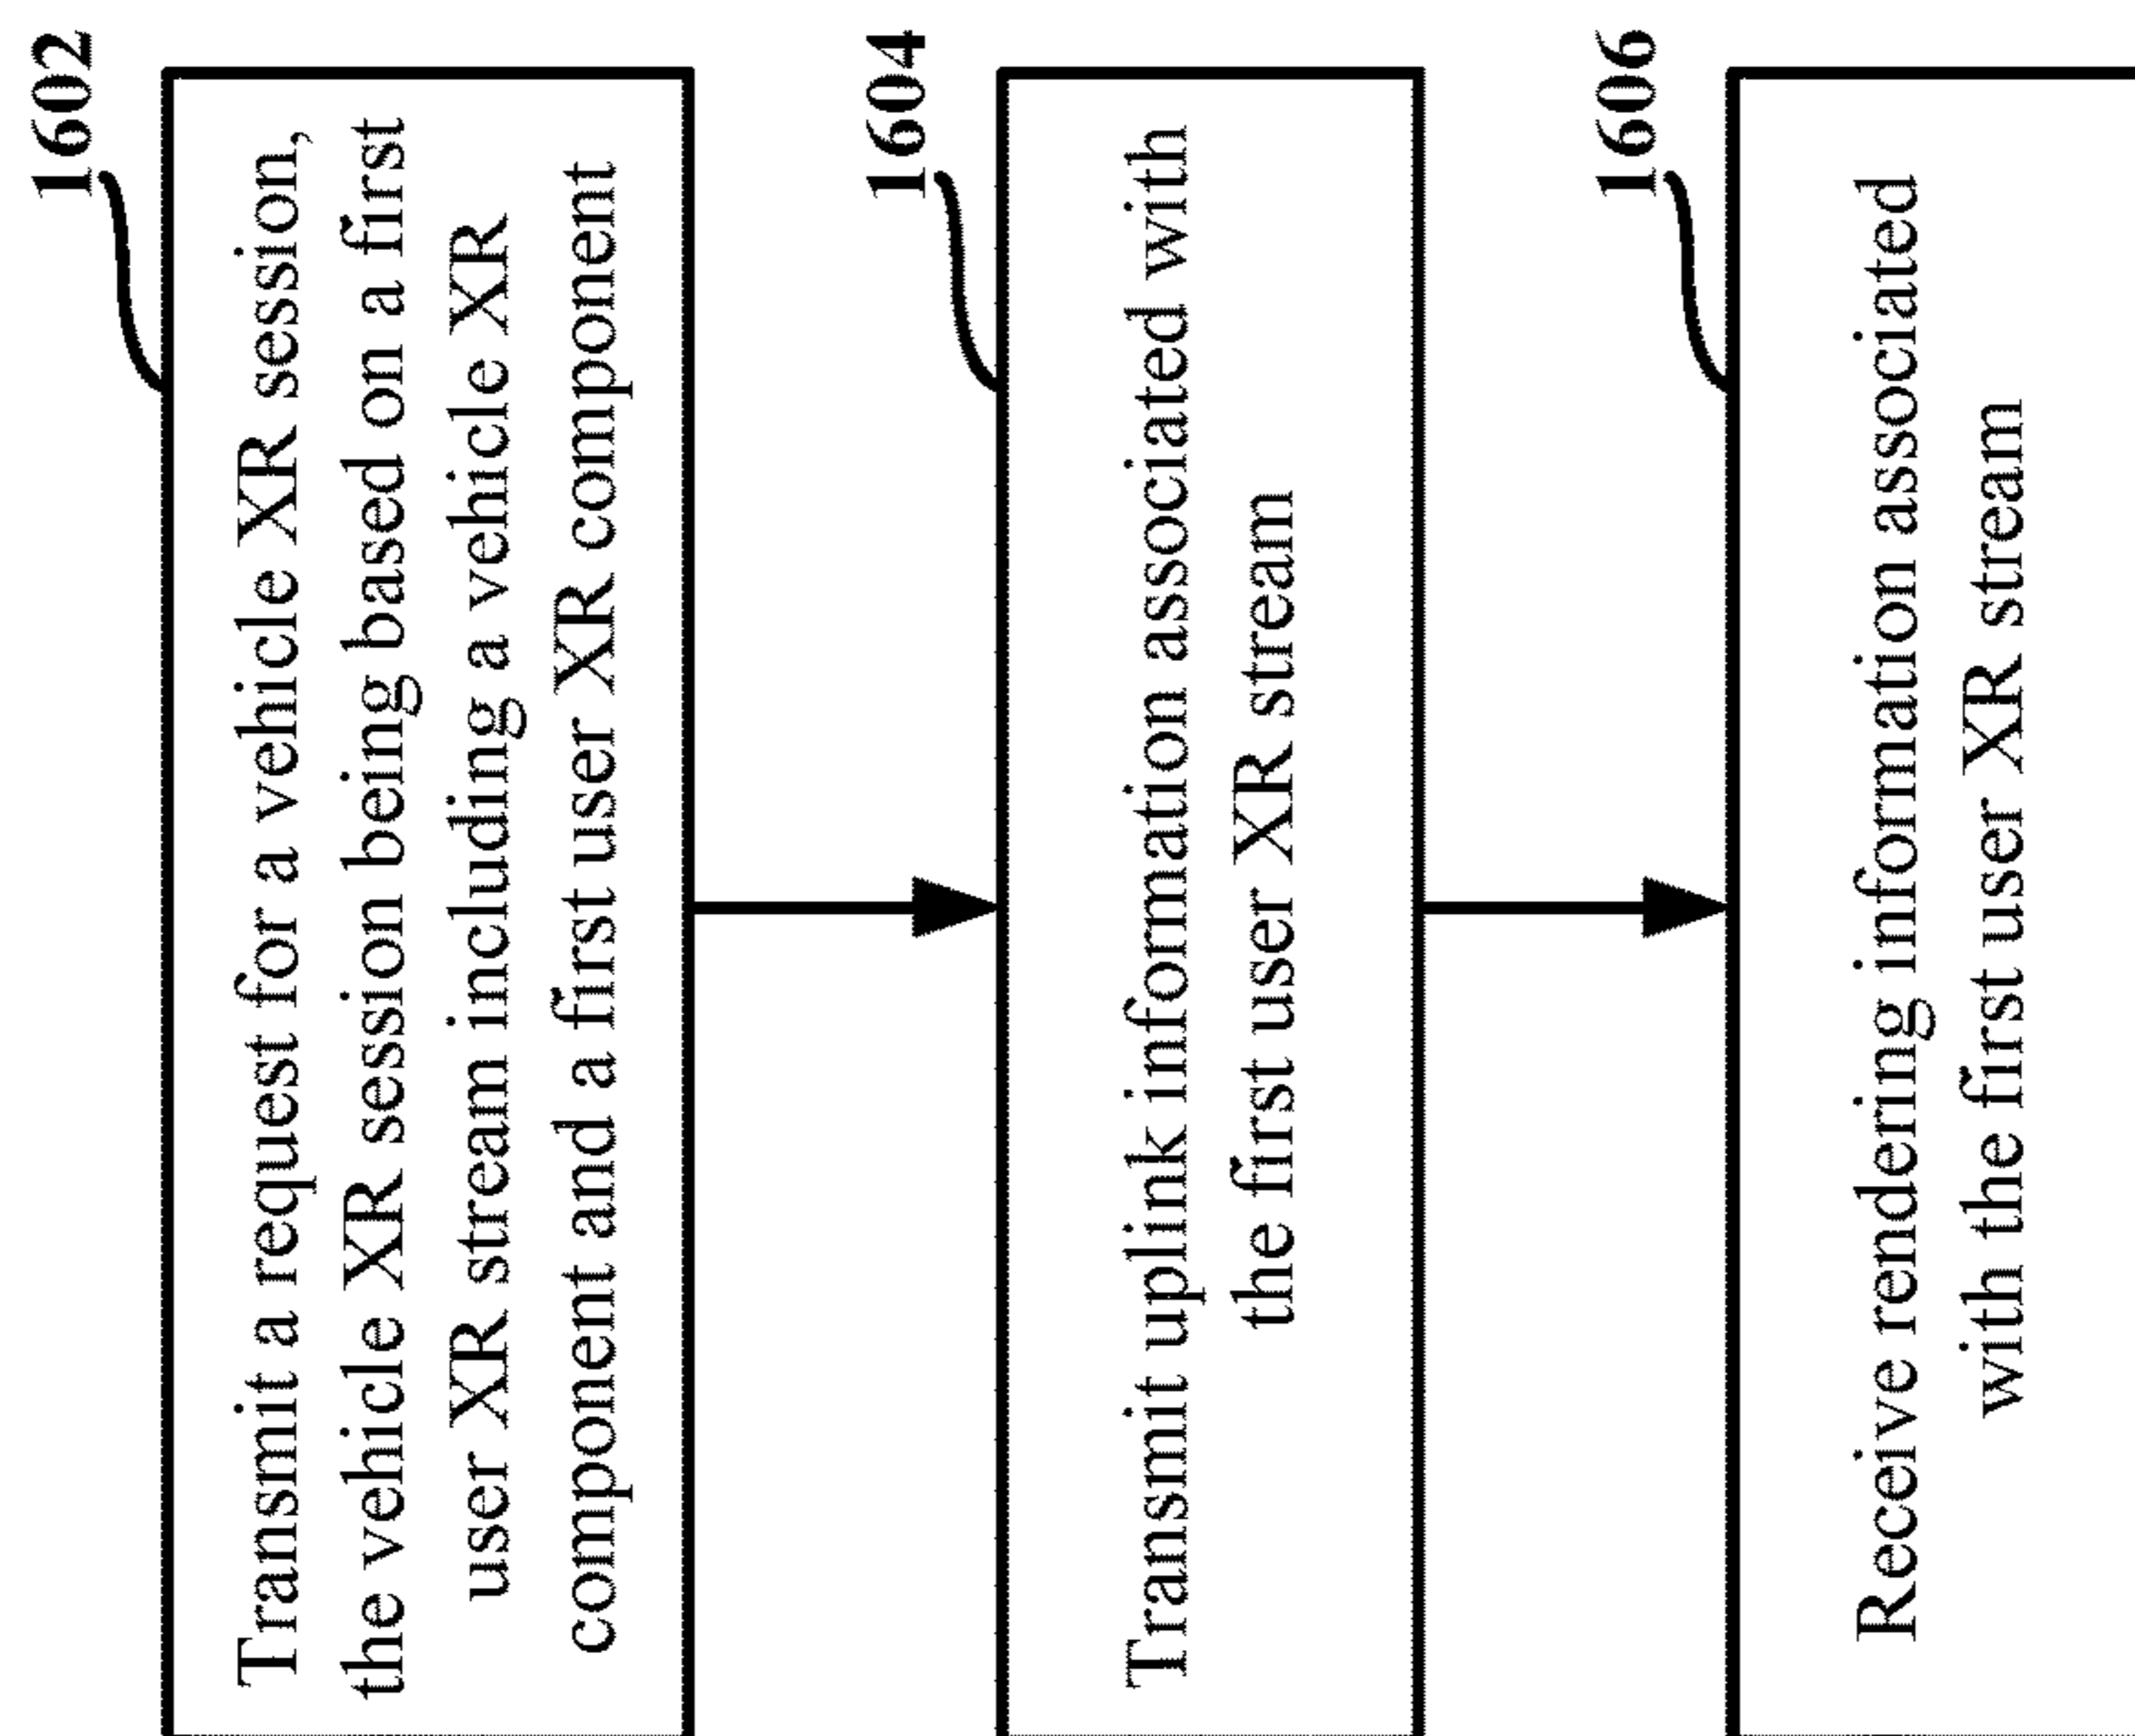 1602
Transmit a request for a vehicle XR session,
the vehicle XR session being based on a first
user XR stream including a vehicle XR
component and a first user XR component
1604
Transmit uplink information associated with
the first user XR stream
1606
Receive rendering information associated
with the first user XR stream